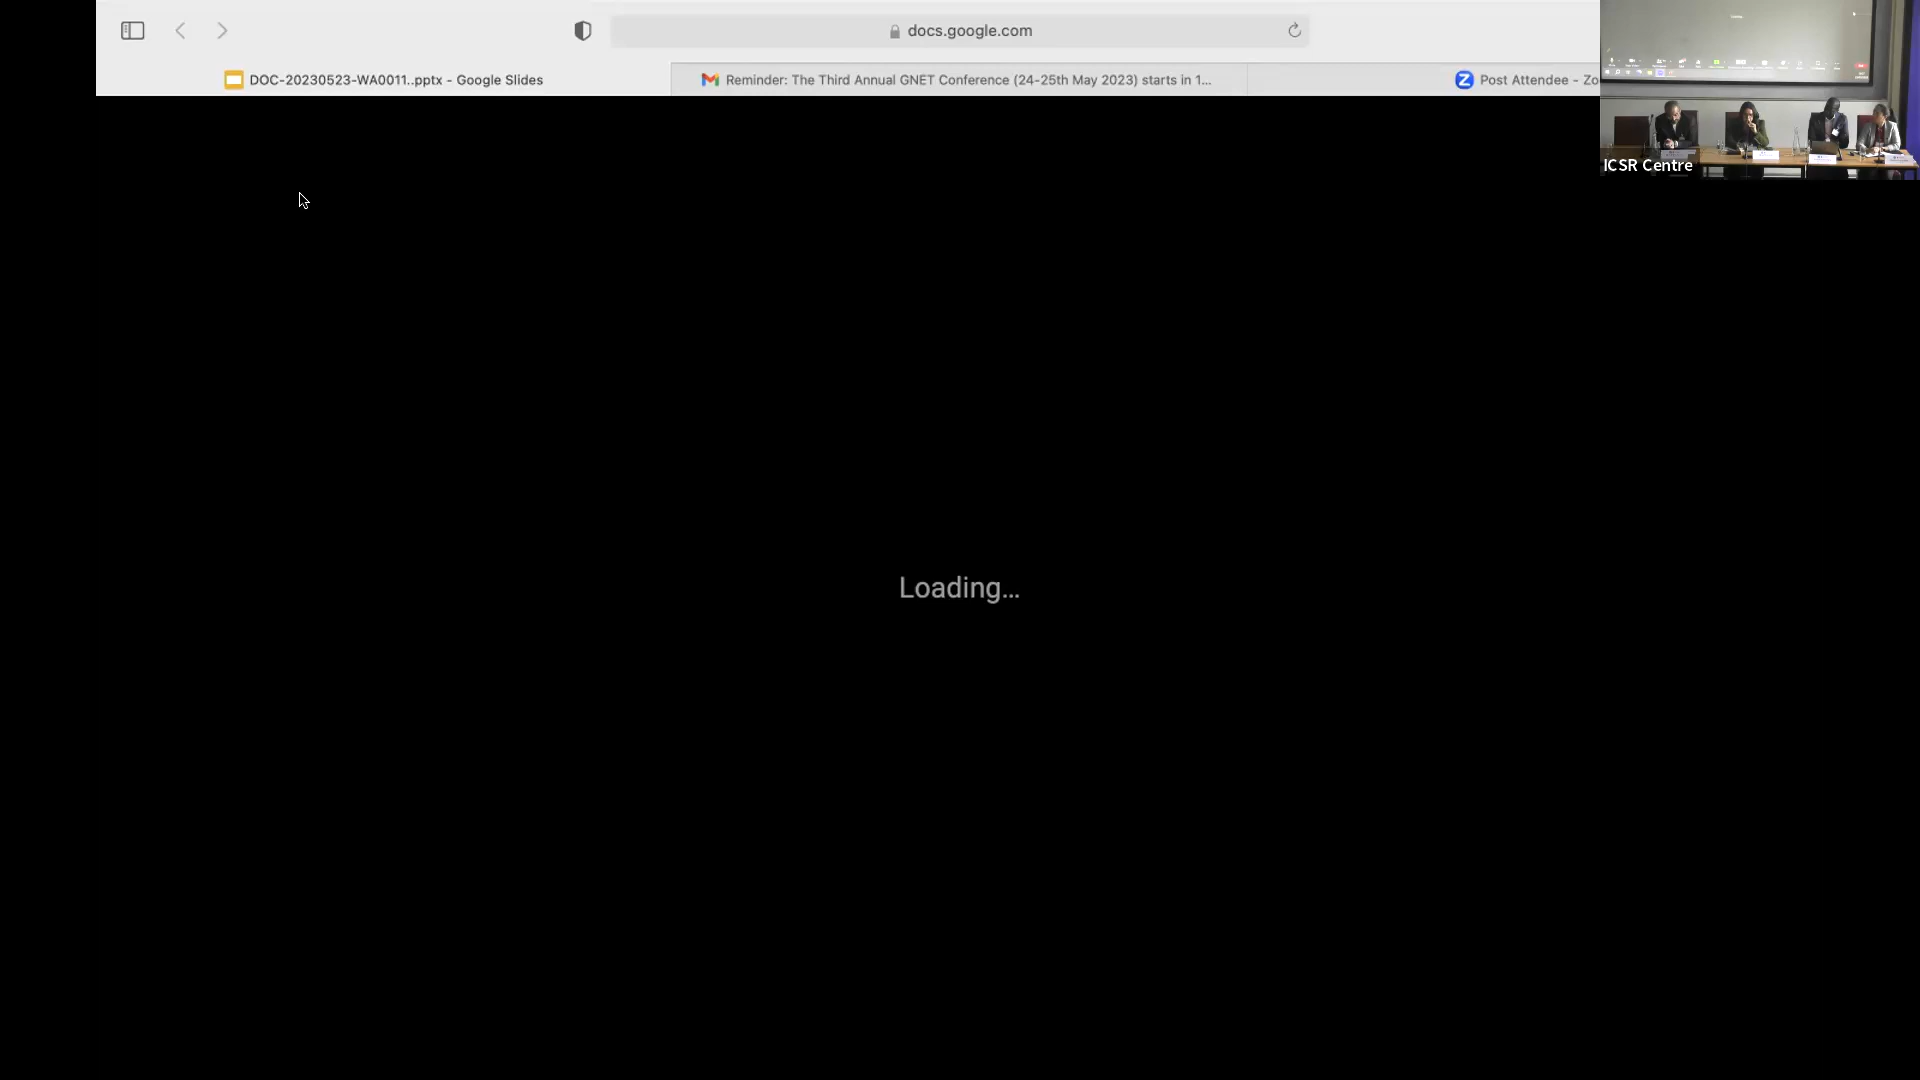 docs.google.com
DOC-20230523-WA0011..pptx - Google Slides
Reminder: The Third Annual GNET Conference (24-25th May 2023) starts in 1...
Post Attendee - Zo
ICSR Centre
Loading...